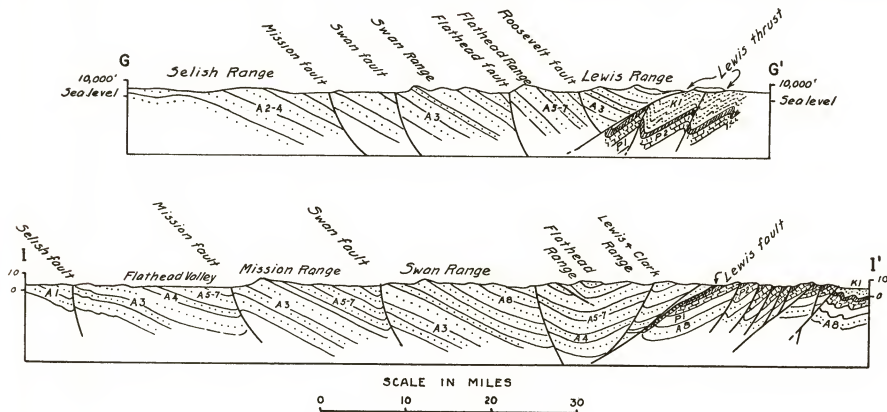 G
G'
10,000'
Sea level
Selish Range
Mission fault
Swan fault
Swan Range
Flathead fault
Flathead Range
Roosevelt fault
Lewis Range
Lewis thrust
10,000'
Sea level
A2-4
A3
A5-7
A3
K1
P1
P2
I
I'
Selish fault
Flathead Valley
Mission fault
Mission Range
Swan fault
Swan Range
Flathead Range
Lewis & Clark Range
Lewis fault
10
0
10
0
A1
A3
A4
A5-7
A3
A5-7
A3
A8
A5-7
A4
P1
A8
K1
A8
SCALE IN MILES
0 10 20 30